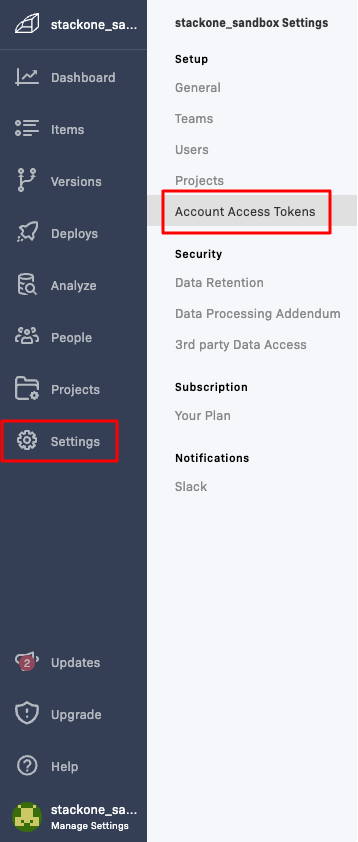 stackone_sa...
Dashboard
Items
Versions
Deploys
Analyze
People
Projects
Settings
2
Updates
Upgrade
Help
stackone_sa...
Manage Settings
stackone_sandbox Settings
Setup
General
Teams
Users
Projects
Account Access Tokens
Security
Data Retention
Data Processing Addendum
3rd party Data Access
Subscription
Your Plan
Notifications
Slack